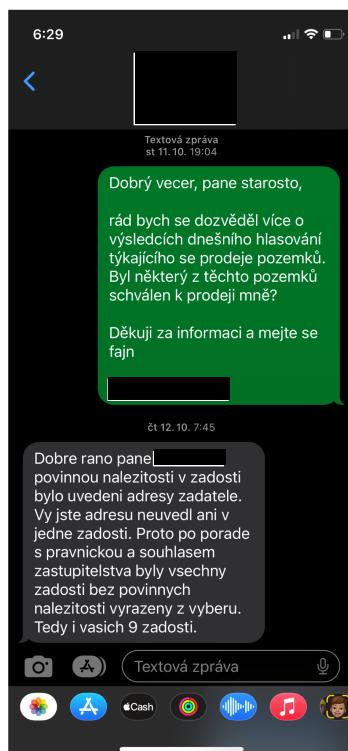 6:29
Textová zpráva
st 11. 10. 19:04
Dobrý vecer, pane starosto,
rád bych se dozvěděl více o
výsledcích dnešního hlasování
týkajícího se prodeje pozemků.
Byl některý z těchto pozemků
schválen k prodeji mně?
Děkuji za informaci a mejte se
fajn
čt 12. 10. 7:45
Dobre rano pane
povinnou nalezitosti v zadosti
bylo uvedeni adresy zadatele.
Vy jste adresu neuvedl ani v
jedne zadosti. Proto po porade
s pravnickou a souhlasem
zastupitelstva byly vsechny
zadosti bez povinnych
nalezitosti vyrazeny z vyberu.
Tedy i vasich 9 zadosti.
Textová zpráva
Cash